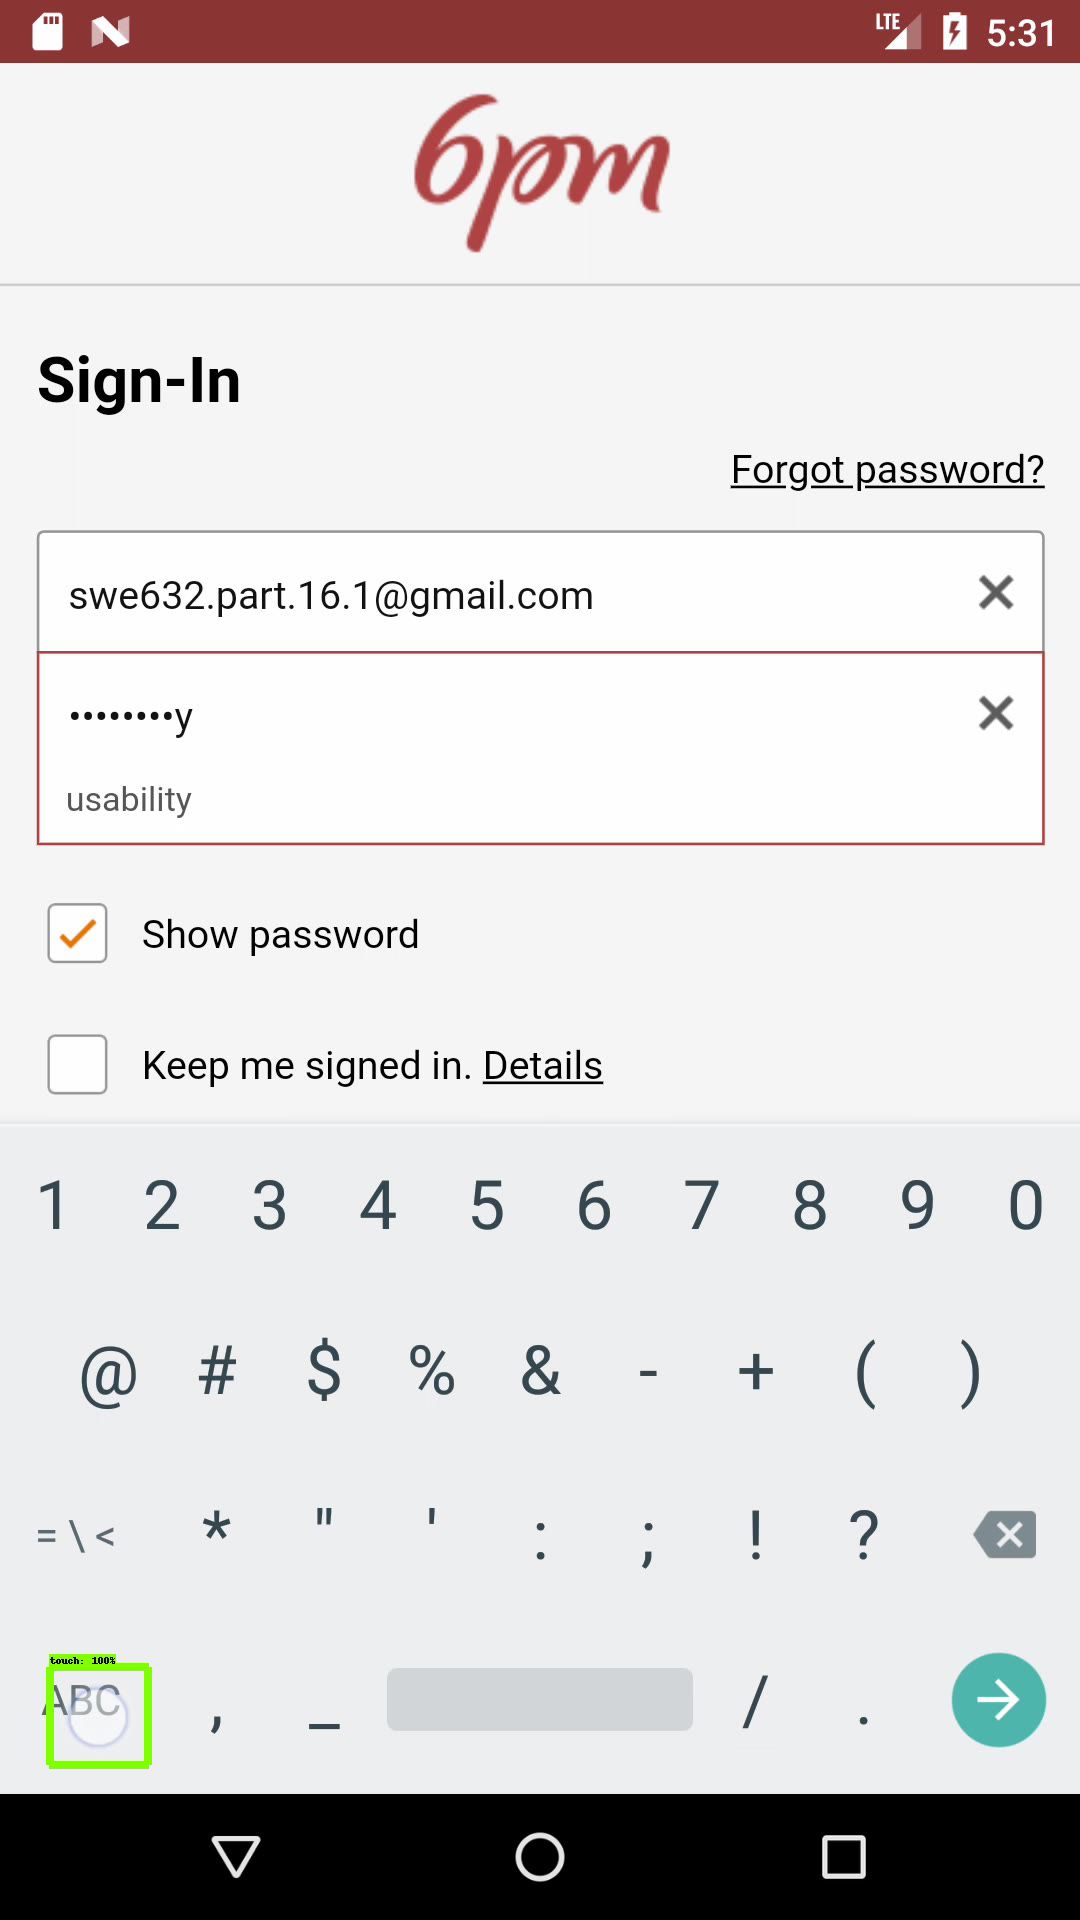 LTE 5:31
6pm
Sign-In
Forgot password?
swe632.part.16.1@gmail.com
••••••••y
usability
Show password
Keep me signed in. Details
1 2 3 4 5 6 7 8 9 0
@ # $ % & - + ( )
= \ < * " ' : ; ! ?
touch: 100%
ABC , _ / .